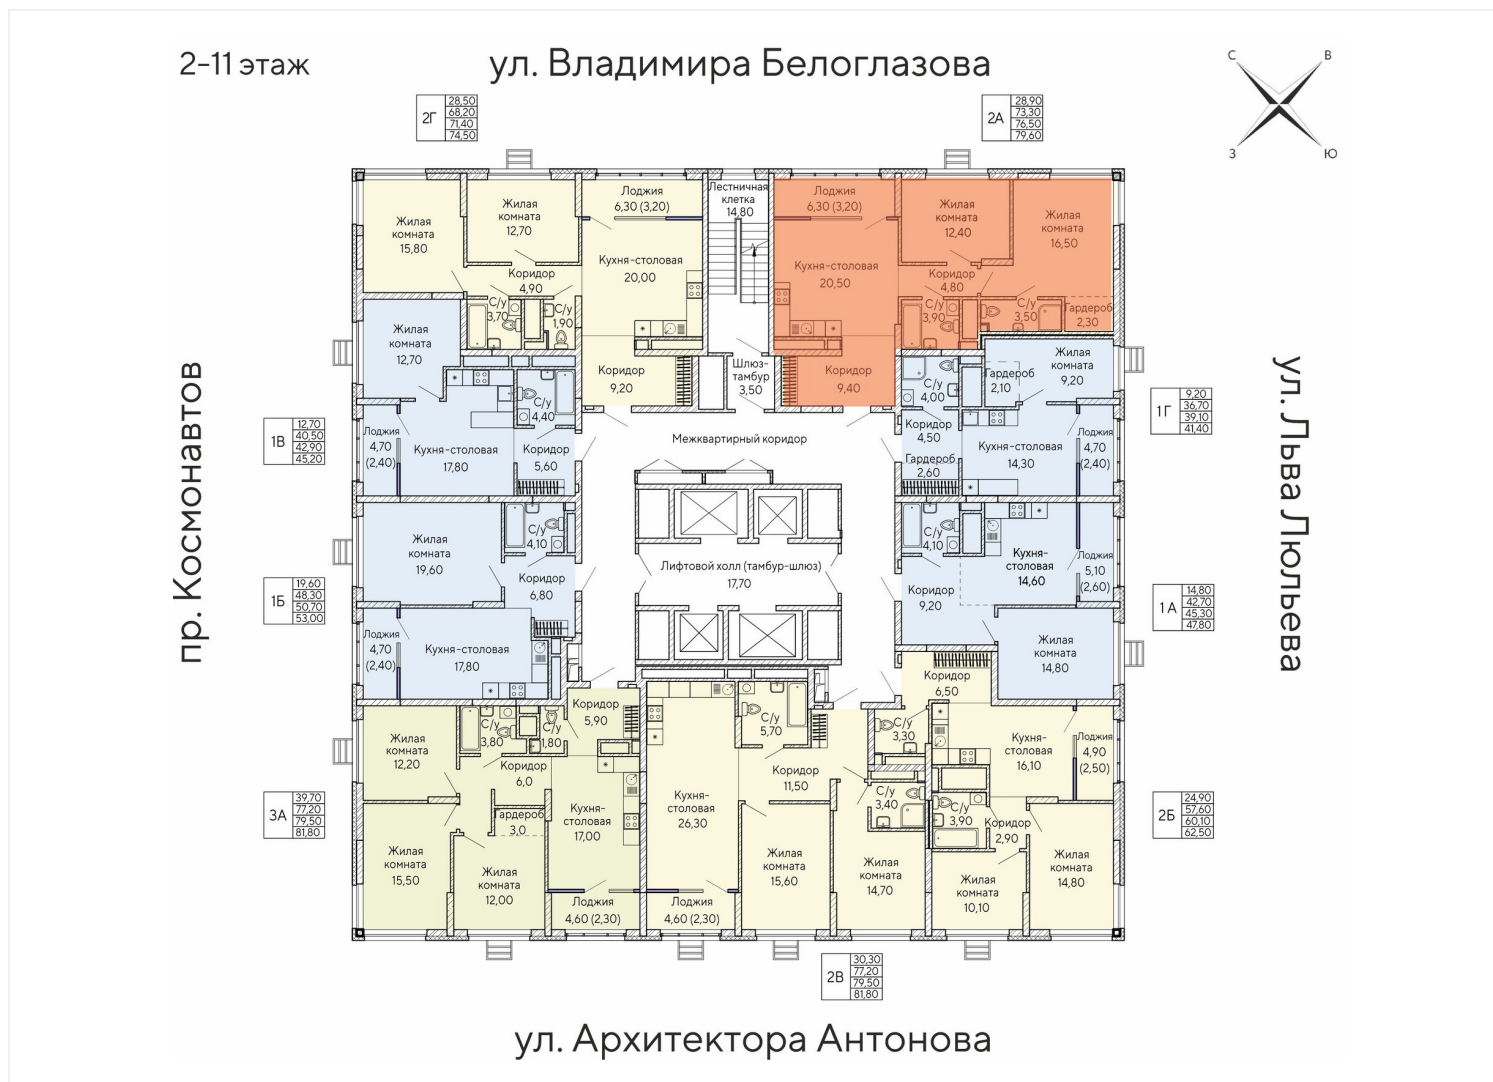 2-11 этаж
ул. Владимира Белоглазова
С
В
З
Ю
2Г
28,50
68,20
71,40
74,50
2А
28,90
73,30
76,50
79,60
Жилая
комната
15,80
Жилая
комната
12,70
Лоджия
6,30 (3,20)
Кухня-столовая
20,00
Коридор
4,90
С/у
3,70
С/у
1,90
Коридор
9,20
Лестничная
клетка
14,80
Шлюз-
тамбур
3,50
Лоджия
6,30 (3,20)
Кухня-столовая
20,50
Жилая
комната
12,40
Жилая
комната
16,50
Коридор
4,80
С/у
3,90
С/у
3,50
Гардероб
2,30
Коридор
9,40
пр. Космонавтов
1В
12,70
40,50
42,90
45,20
Жилая
комната
12,70
Лоджия
4,70
(2,40)
Кухня-столовая
17,80
С/у
4,40
Коридор
5,60
Межквартирный коридор
С/у
4,00
Гардероб
2,10
Жилая
комната
9,20
Коридор
4,50
Гардероб
2,60
Кухня-столовая
14,30
Лоджия
4,70
(2,40)
1Г
9,20
36,70
39,10
41,40
ул. Льва Люльева
1Б
19,60
48,30
50,70
53,00
Жилая
комната
19,60
С/у
4,10
Коридор
6,80
Лоджия
4,70
(2,40)
Кухня-столовая
17,80
Лифтовой холл (тамбур-шлюз)
17,70
С/у
4,10
Кухня-
столовая
14,60
Лоджия
5,10
(2,60)
Коридор
9,20
Жилая
комната
14,80
1А
14,80
42,70
45,30
47,80
3А
39,70
77,20
79,50
81,80
Жилая
комната
12,20
С/у
3,80
С/у
1,80
Коридор
5,90
Коридор
6,0
Гардероб
3,0
Кухня-
столовая
17,00
Жилая
комната
15,50
Жилая
комната
12,00
Лоджия
4,60 (2,30)
Кухня-
столовая
26,30
С/у
5,70
Коридор
11,50
Жилая
комната
15,60
С/у
3,40
Жилая
комната
14,70
Лоджия
4,60 (2,30)
Коридор
6,50
С/у
3,30
Кухня-
столовая
16,10
Лоджия
4,90
(2,50)
С/у
3,90
Коридор
2,90
Жилая
комната
10,10
Жилая
комната
14,80
2Б
24,90
57,60
60,10
62,50
2В
30,30
77,20
79,50
81,80
ул. Архитектора Антонова